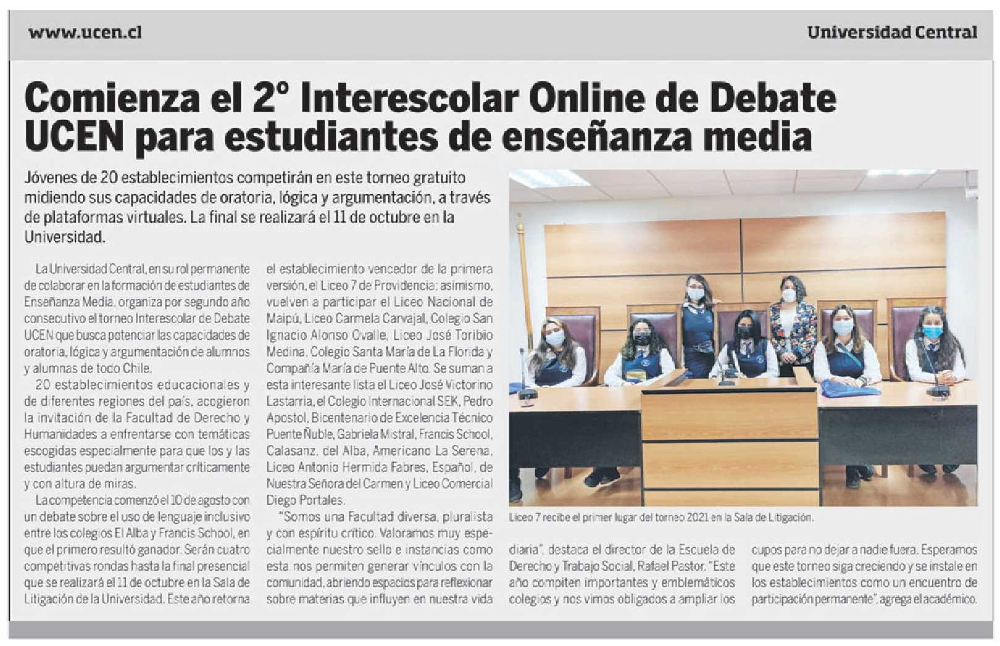 www.ucen.cl
Universidad Central
Comienza el 2º Interescolar Online de Debate
UCEN para estudiantes de enseñanza media
Jóvenes de 20 establecimientos competirán en este torneo gratuito
midiendo sus capacidades de oratoria, lógica y argumentación, a través
de plataformas virtuales. La final se realizará el 11 de octubre en la
Universidad.
La Universidad Central, en su rol permanente
de colaborar en la formación de estudiantes de
Enseñanza Media, organiza por segundo año
consecutivo el torneo Interescolar de Debate
UCEN que busca potenciar las capacidades de
oratoria, lógica y argumentación de alumnos
y alumnas de todo Chile.
20 establecimientos educacionales y
de diferentes regiones del país, acogieron
la invitación de la Facultad de Derecho y
Humanidades a enfrentarse con temáticas
escogidas especialmente para que los y las
estudiantes puedan argumentar críticamente
y con altura de miras.
La competencia comenzó el 10 de agosto con
un debate sobre el uso de lenguaje inclusivo
entre los colegios El Alba y Francis School, en
que el primero resultó ganador. Serán cuatro
competitivas rondas hasta la final presencial
que se realizará el 11 de octubre en la Sala de
Litigación de la Universidad. Este año retorna
el establecimiento vencedor de la primera
versión, el Liceo 7 de Providencia; asimismo,
vuelven a participar el Liceo Nacional de
Maipú, Liceo Carmela Carvajal, Colegio San
Ignacio Alonso Ovalle, Liceo José Toribio
Medina, Colegio Santa María de La Florida y
Compañía María de Puente Alto. Se suman a
esta interesante lista el Liceo José Victorino
Lastarria, el Colegio Internacional SEK, Pedro
Apostol, Bicentenario de Excelencia Técnico
Puente Ñuble, Gabriela Mistral, Francis School,
Calasanz, del Alba, Americano La Serena,
Liceo Antonio Hermida Fabres, Español, de
Nuestra Señora del Carmen y Liceo Comercial
Diego Portales.
“Somos una Facultad diversa, pluralista
y con espíritu crítico. Valoramos muy espe-
cialmente nuestro sello e instancias como
esta nos permiten generar vínculos con la
comunidad, abriendo espacios para reflexionar
sobre materias que influyen en nuestra vida
Liceo 7 recibe el primer lugar del torneo 2021 en la Sala de Litigación.
diaria”, destaca el director de la Escuela de
Derecho y Trabajo Social, Rafael Pastor. “Este
año compiten importantes y emblemáticos
colegios y nos vimos obligados a ampliar los
cupos para no dejar a nadie fuera. Esperamos
que este torneo siga creciendo y se instale en
los establecimientos como un encuentro de
participación permanente”, agrega el académico.